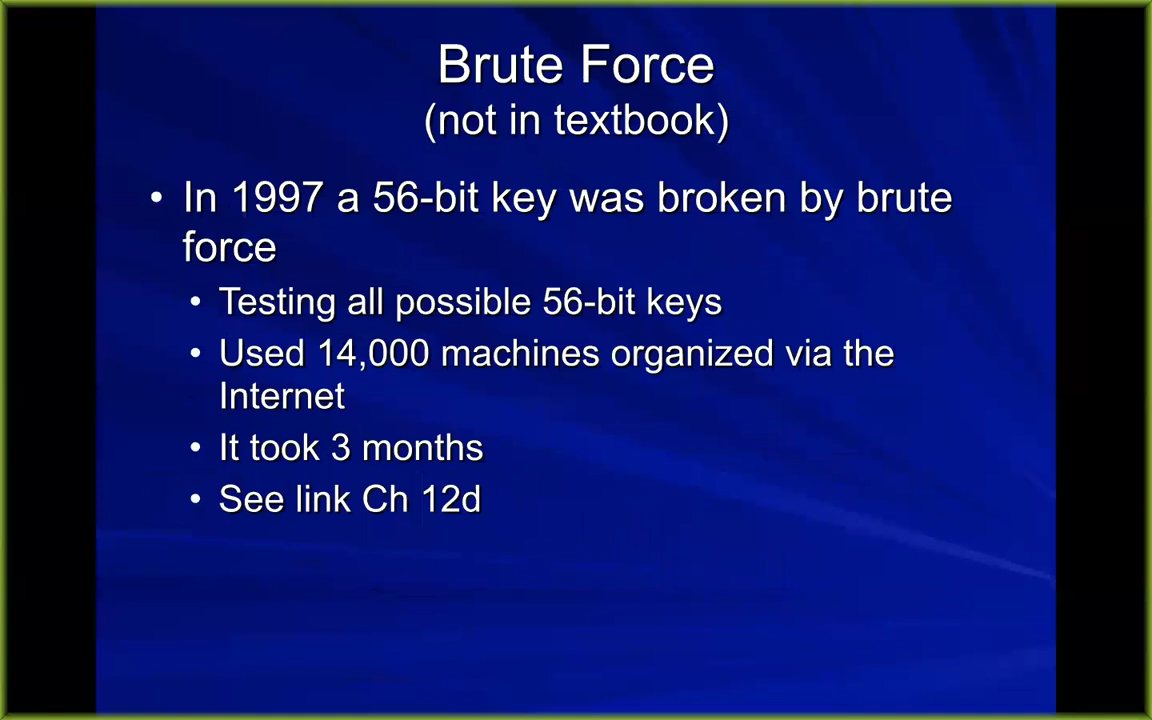 Brute Force
(not in textbook)
• In 1997 a 56-bit key was broken by brute
force
• Testing all possible 56-bit keys
• Used 14,000 machines organized via the
Internet
• It took 3 months
• See link Ch 12d